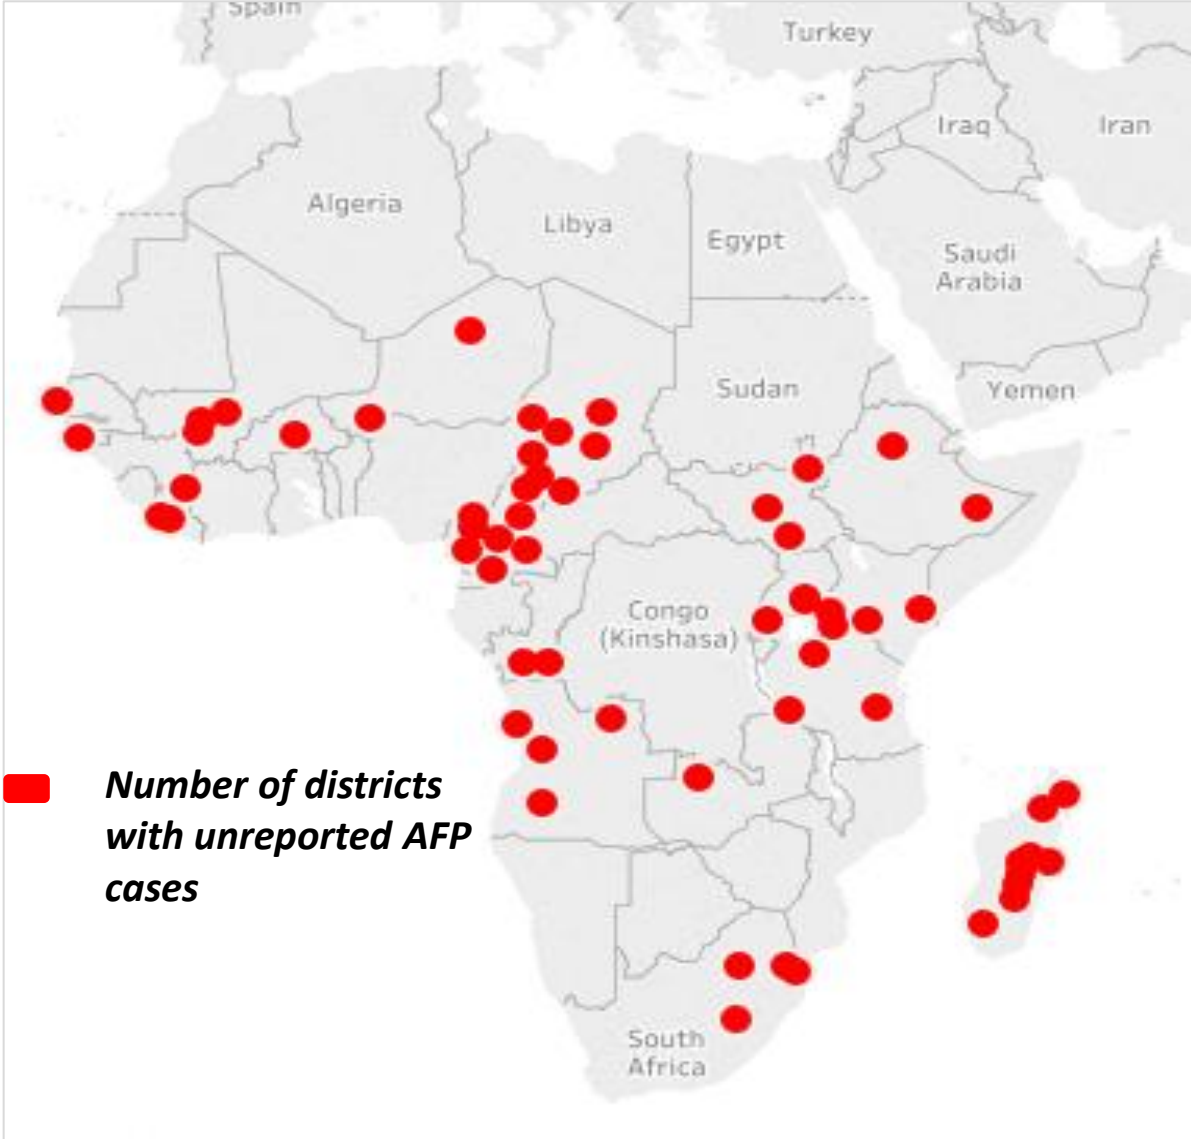 Spain
Turkey
Iraq
Iran
Algeria
Libya
Egypt
Saudi
Arabia
Sudan
Yemen
Congo
(Kinshasa)
Number of districts
with unreported AFP
cases
South
Africa